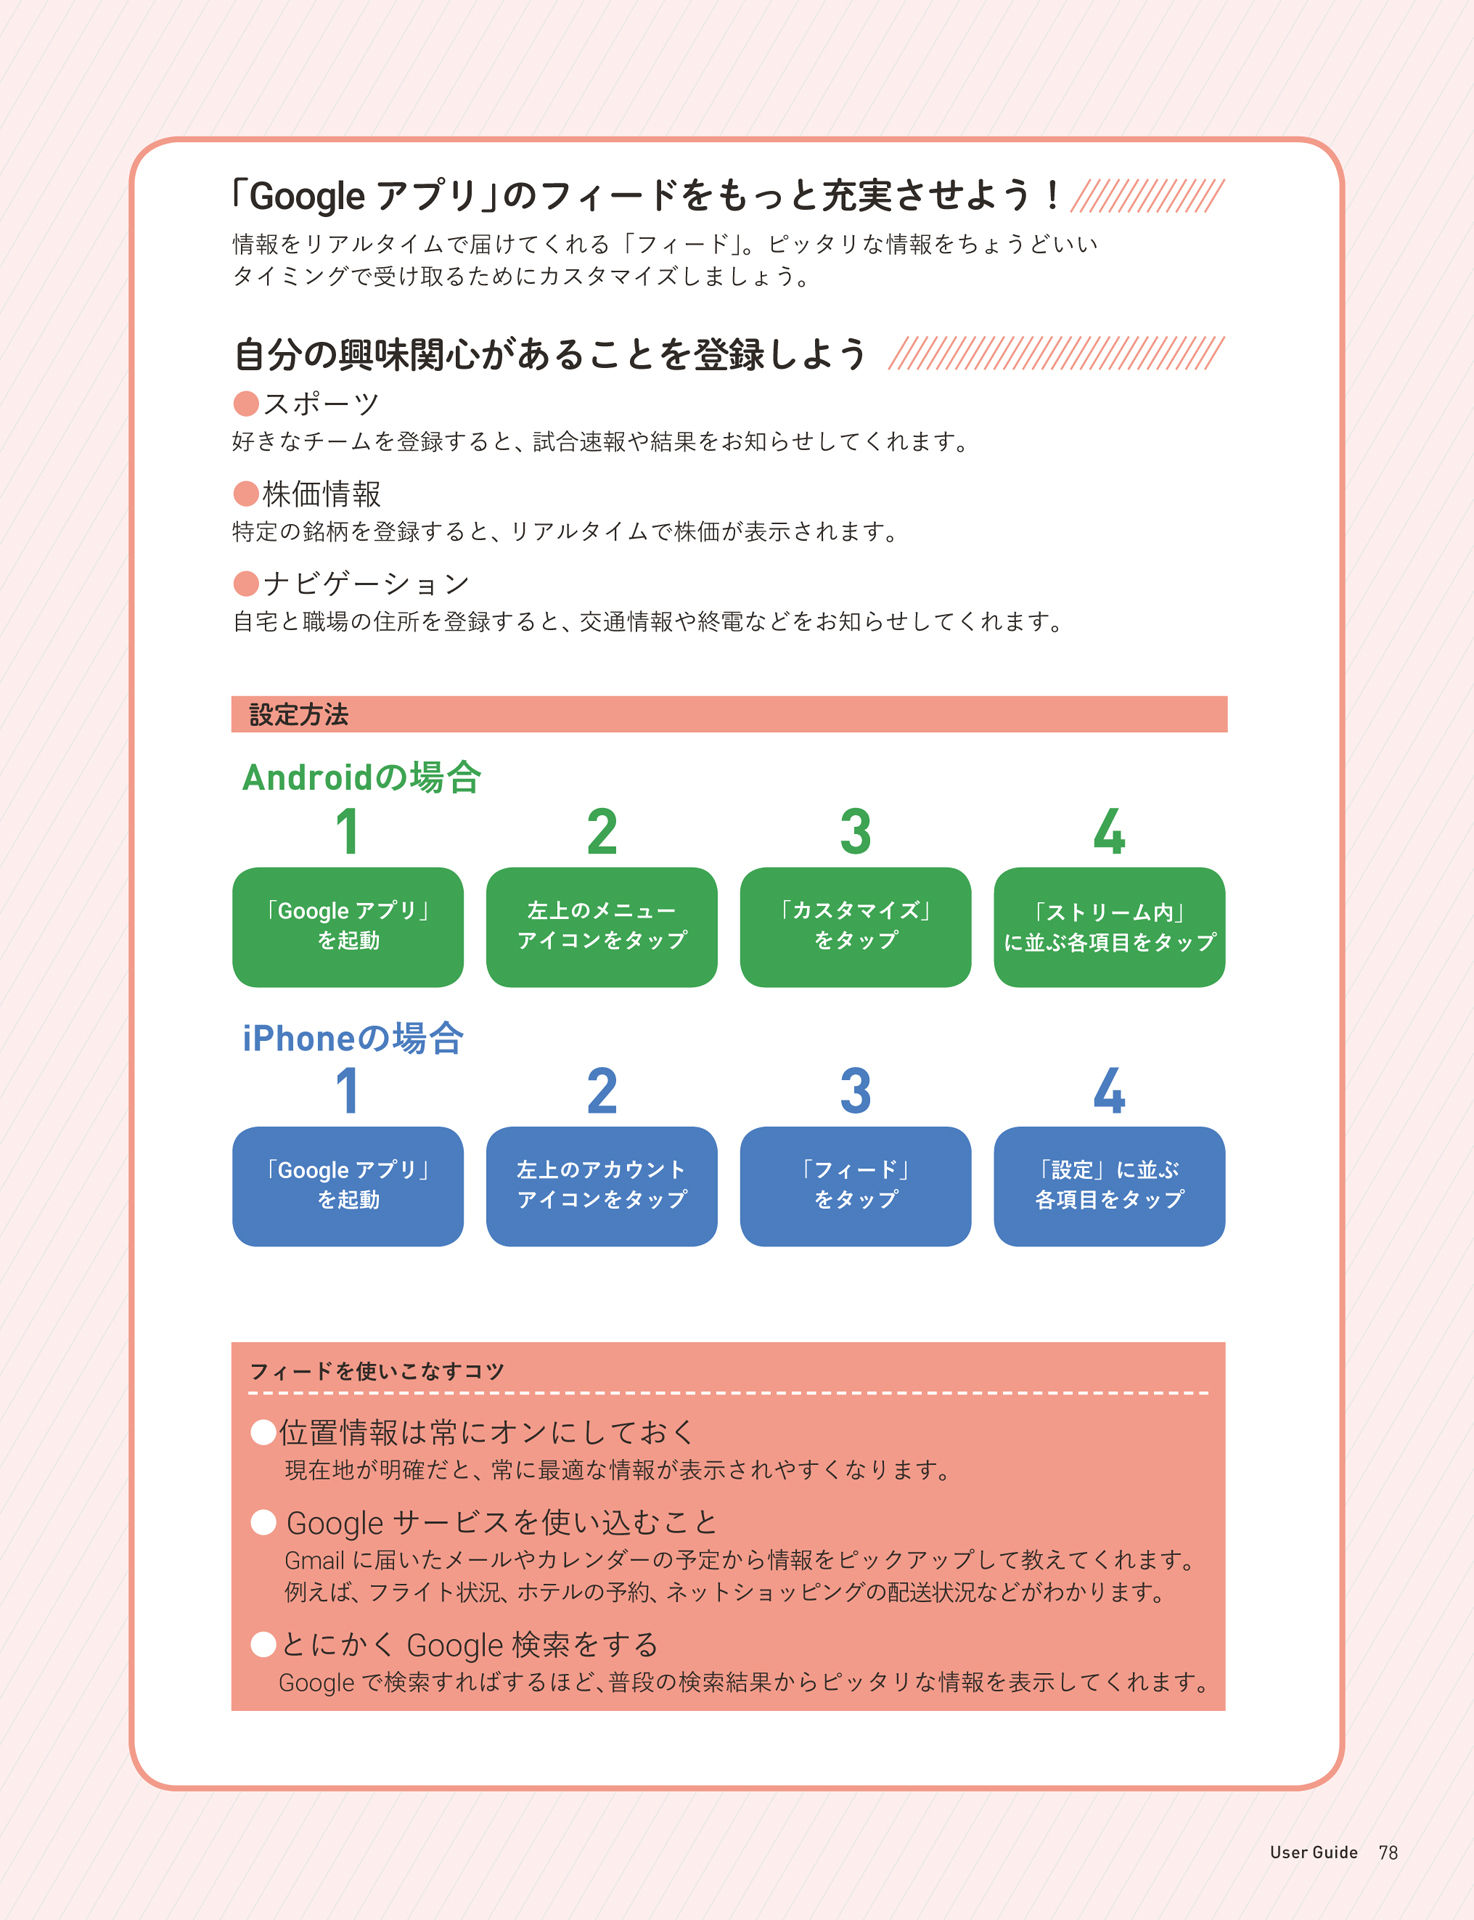 「Google アプリ」のフィードをもっと充実させよう！
情報をリアルタイムで届けてくれる「フィード」。ピッタリな情報をちょうどいい
タイミングで受け取るためにカスタマイズしましょう。
自分の興味関心があることを登録しよう
●スポーツ
好きなチームを登録すると、試合速報や結果をお知らせしてくれます。
●株価情報
特定の銘柄を登録すると、リアルタイムで株価が表示されます。
●ナビゲーション
自宅と職場の住所を登録すると、交通情報や終電などをお知らせしてくれます。
設定方法
Androidの場合
1
「Google アプリ」
を起動
2
左上のメニュー
アイコンをタップ
3
「カスタマイズ」
をタップ
4
「ストリーム内」
に並ぶ各項目をタップ
iPhoneの場合
1
「Google アプリ」
を起動
2
左上のアカウント
アイコンをタップ
3
「フィード」
をタップ
4
「設定」に並ぶ
各項目をタップ
フィードを使いこなすコツ
●位置情報は常にオンにしておく
現在地が明確だと、常に最適な情報が表示されやすくなります。
● Google サービスを使い込むこと
Gmail に届いたメールやカレンダーの予定から情報をピックアップして教えてくれます。
例えば、フライト状況、ホテルの予約、ネットショッピングの配送状況などがわかります。
●とにかく Google 検索をする
Google で検索すればするほど、普段の検索結果からピッタリな情報を表示してくれます。
User Guide 78